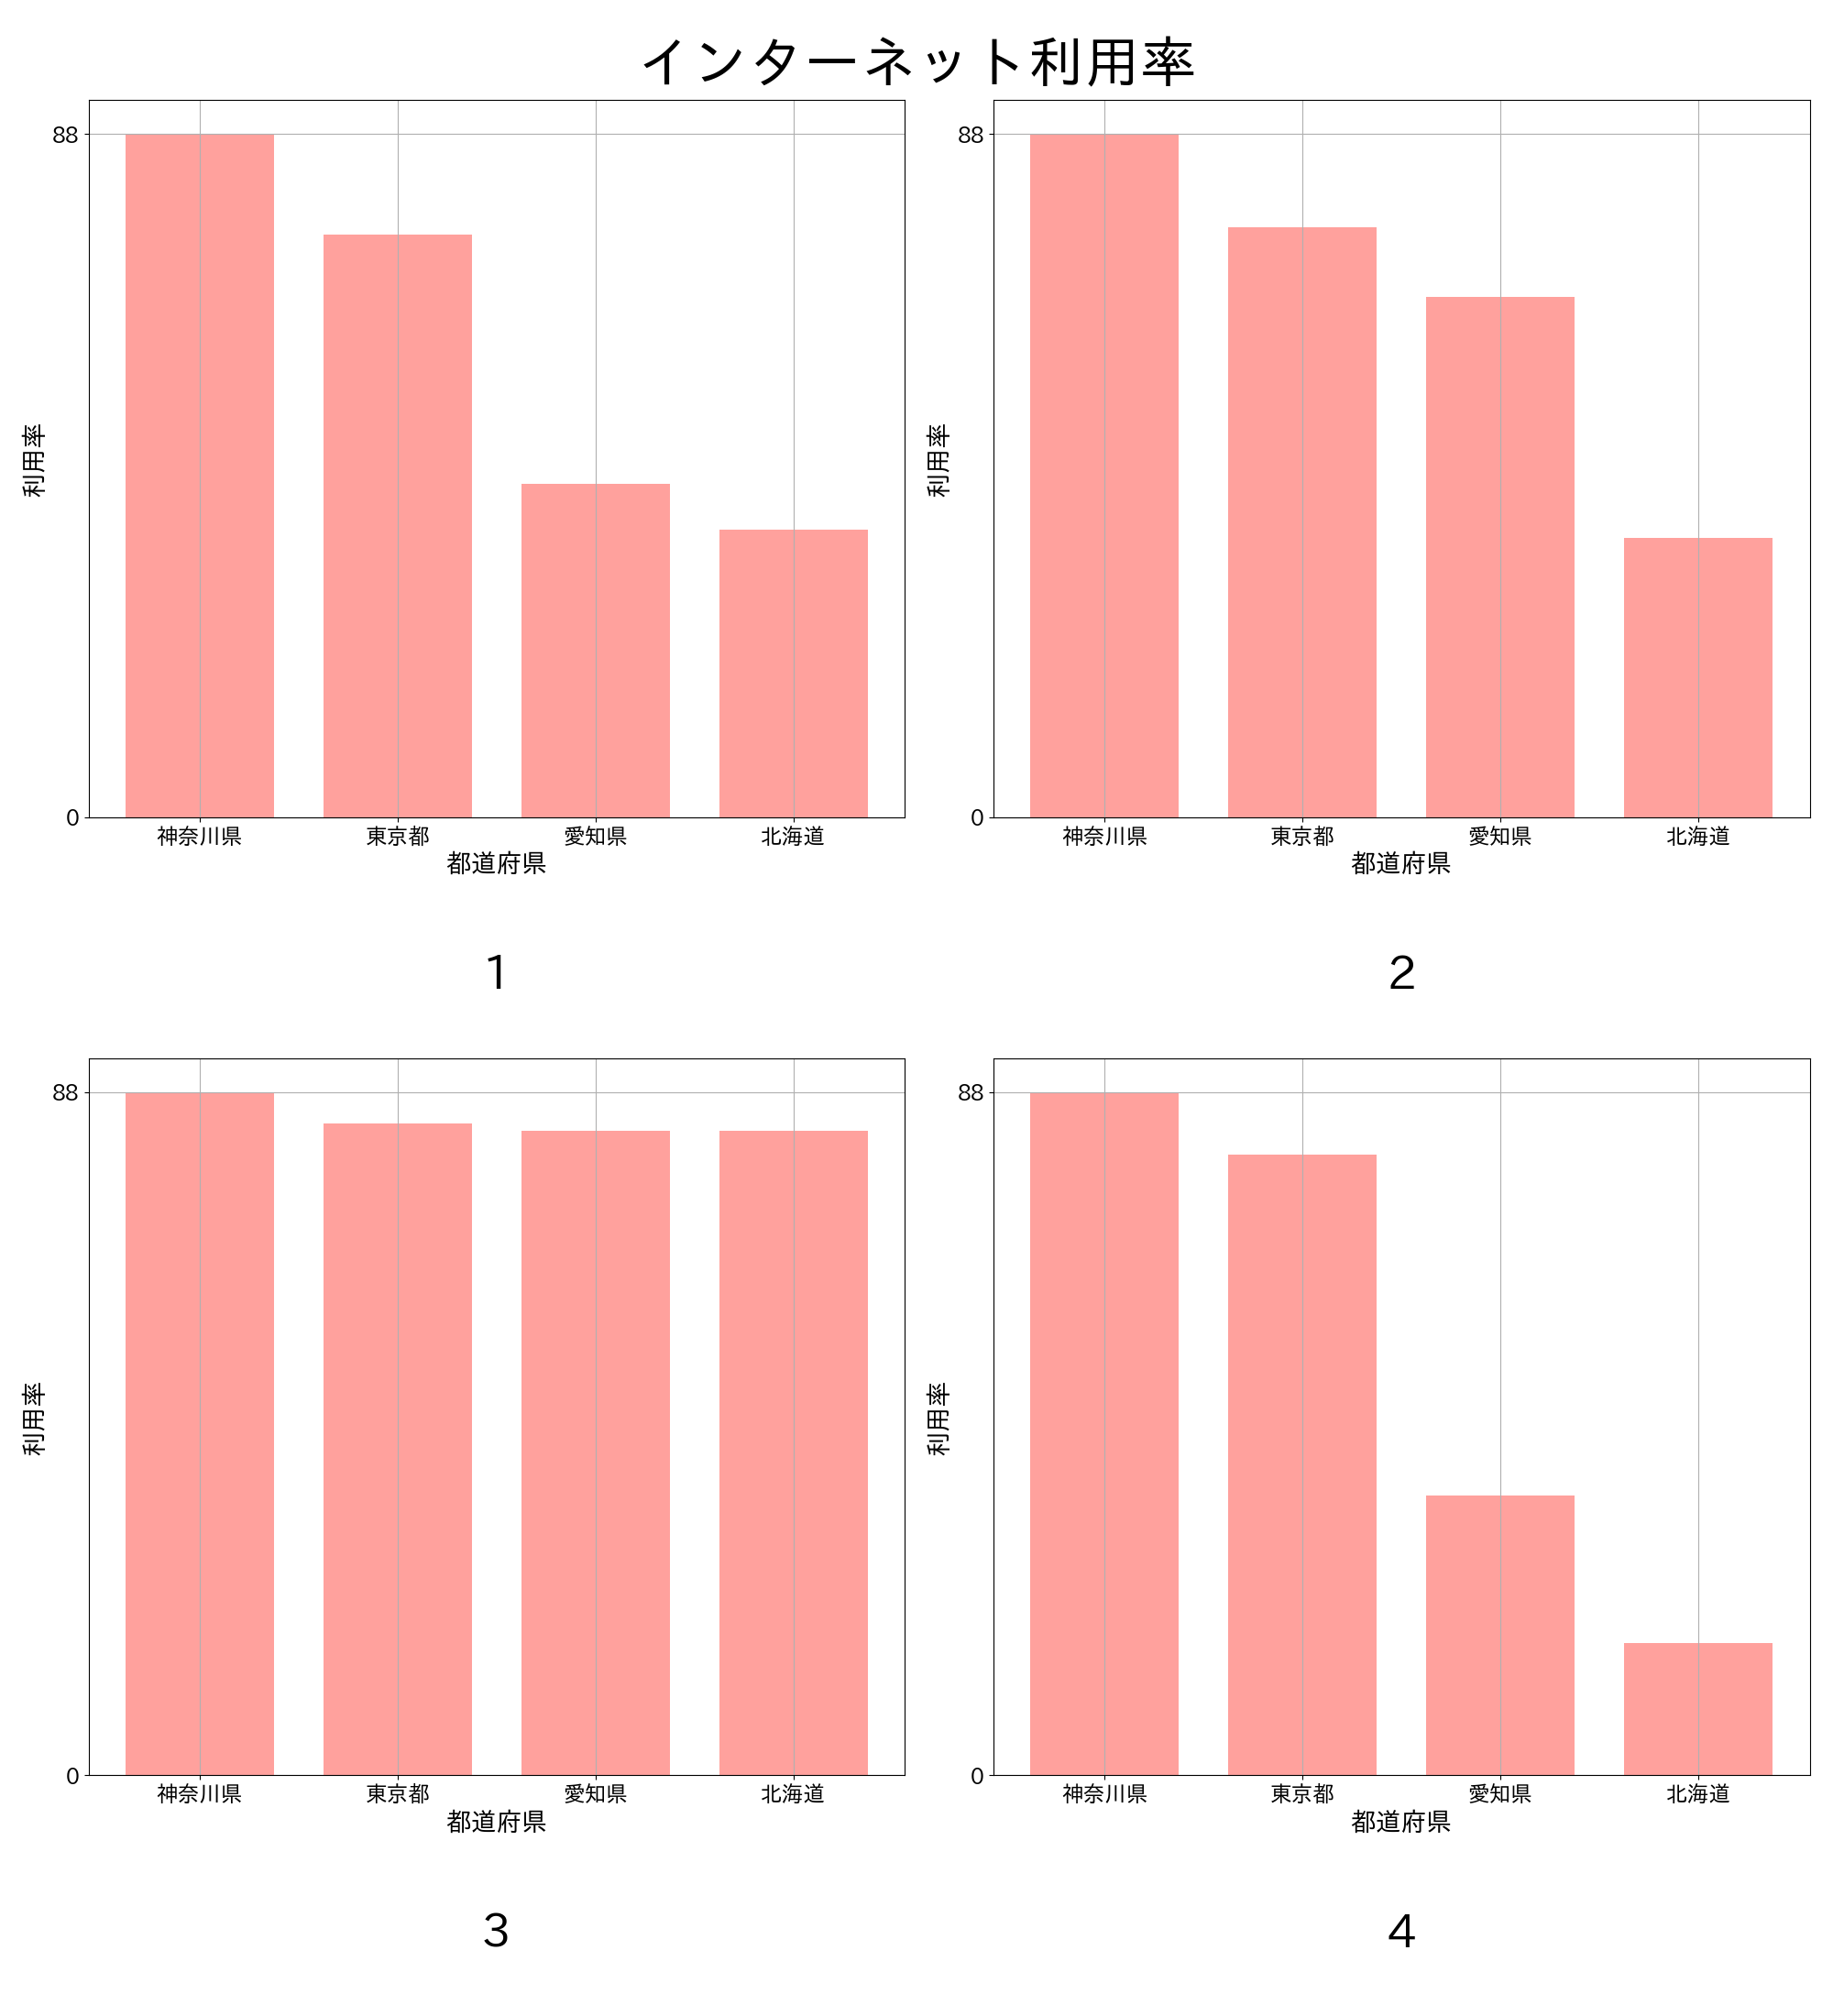 インターネット利用率
88
0
利用率
神奈川県 東京都 愛知県 北海道
都道府県
1
88
0
利用率
神奈川県 東京都 愛知県 北海道
都道府県
2
88
0
利用率
神奈川県 東京都 愛知県 北海道
都道府県
3
88
0
利用率
神奈川県 東京都 愛知県 北海道
都道府県
4